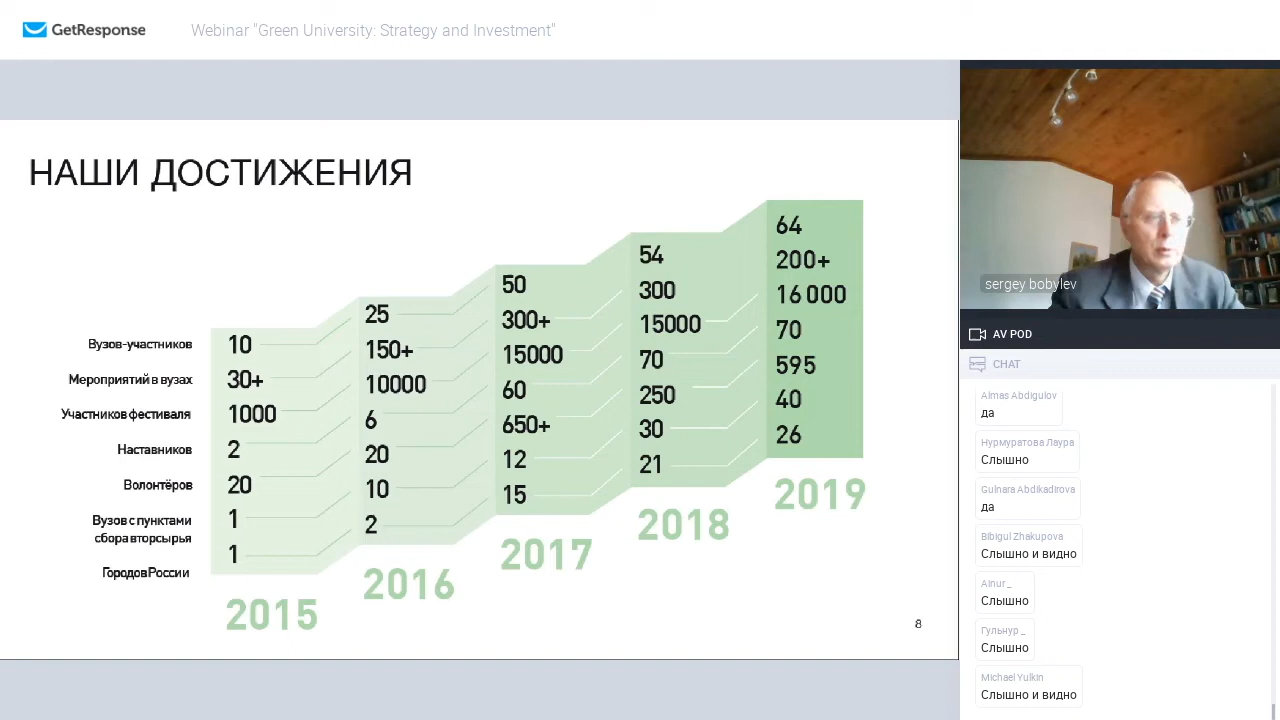 GetResponse
Webinar "Green University: Strategy and Investment"
НАШИ ДОСТИЖЕНИЯ
Вузов-участников
Мероприятий в вузах
Участников фестиваля
Наставников
Волонтёров
Вузов с пунктами
сбора вторсырья
Городов России
10
30+
1000
2
20
1
1
2015
25
150+
10000
6
20
10
2
2016
50
300+
15000
60
650+
12
15
2017
54
300
15000
70
250
30
21
2018
64
200+
16 000
70
595
40
26
2019
8
sergey bobylev
AV POD
CHAT
Almas Abdigulov
да
Нурмуратова Лаура
Слышно
Gulnara Abdikadirova
да
Bibigul Zhakupova
Слышно и видно
Ainur _
Слышно
Гульнур _
Слышно
Michael Yulkin
Слышно и видно